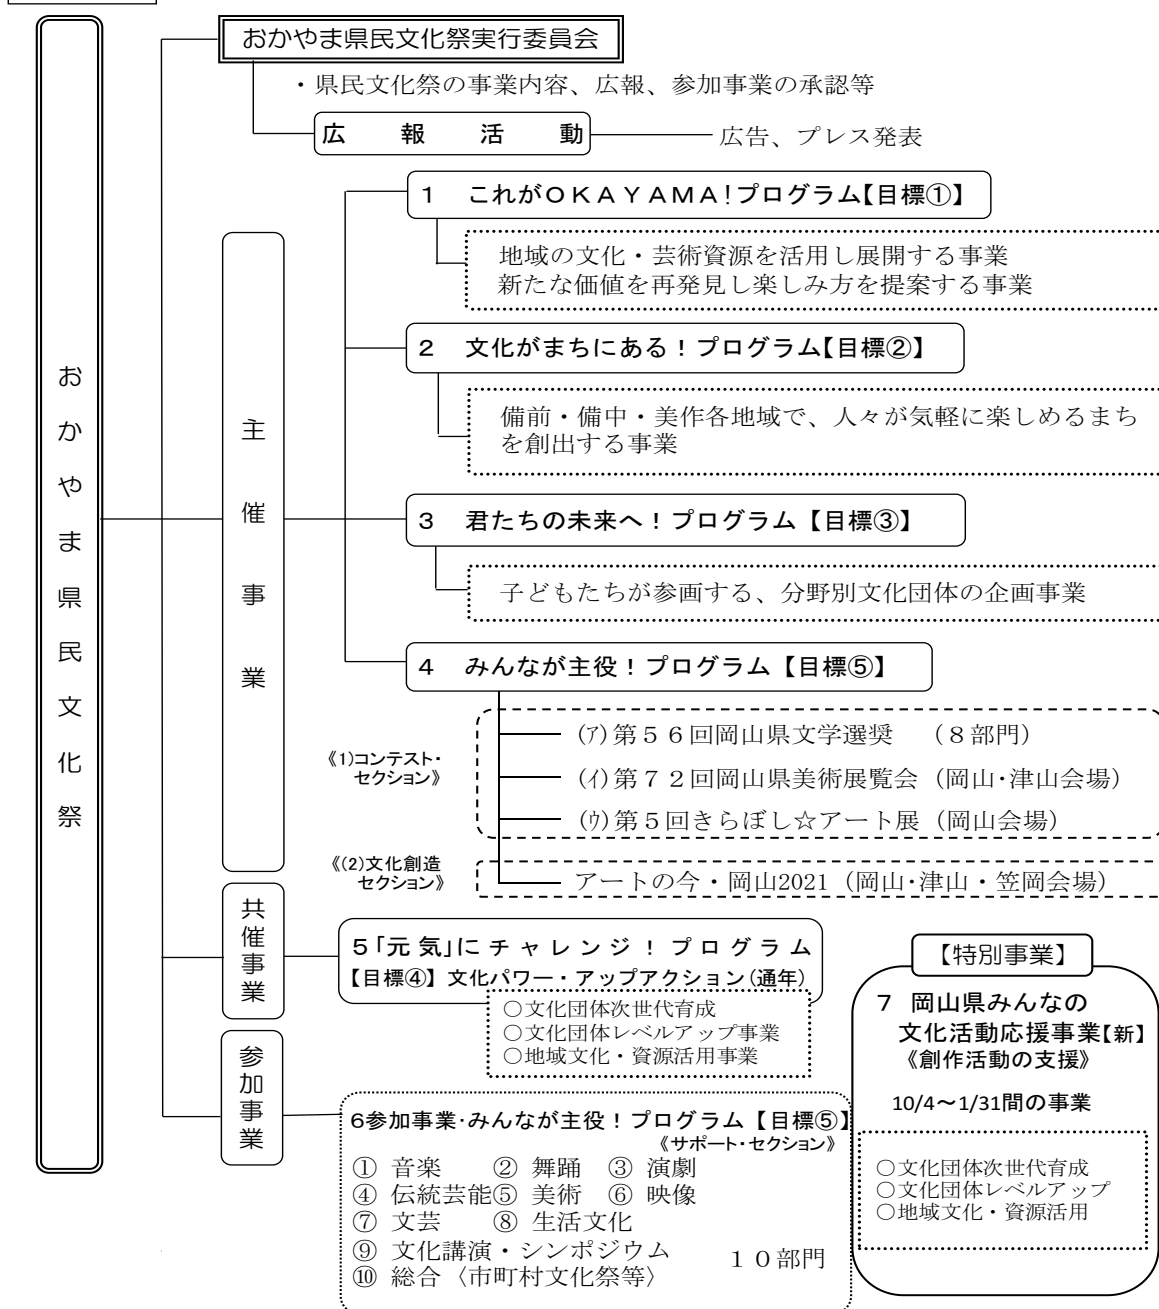 おかやま県民文化祭
おかやま県民文化祭実行委員会
・県民文化祭の事業内容、広報、参加事業の承認等
広報活動
広告、プレス発表
主催事業
1 これがOKAYAMA!プログラム【目標①】
地域の文化・芸術資源を活用し展開する事業
新たな価値を再発見し楽しみ方を提案する事業
2 文化がまちにある!プログラム【目標②】
備前・備中・美作各地域で、人々が気軽に楽しめるまち
を創出する事業
3 君たちの未来へ!プログラム【目標③】
子どもたちが参画する、分野別文化団体の企画事業
4 みんなが主役!プログラム【目標⑤】
《1)コンテスト・
セクション》
(ア)第56回岡山県文学選奨 (8部門)
(イ)第72回岡山県美術展覧会(岡山・津山会場)
(ウ)第5回きらぼし☆アート展(岡山会場)
《(2)文化創造
セクション》
アートの今・岡山2021(岡山・津山・笠岡会場)
共催事業
5「元気」にチャレンジ!プログラム
【目標④】文化パワー・アップアクション(通年)
○文化団体次世代育成
○文化団体レベルアップ事業
○地域文化・資源活用事業
参加事業
6参加事業・みんなが主役!プログラム【目標⑤】
《サポート・セクション》
① 音楽 ② 舞踊 ③ 演劇
④ 伝統芸能⑤ 美術 ⑥ 映像
⑦ 文芸 ⑧ 生活文化
⑨ 文化講演・シンポジウム
⑩ 総合〈市町村文化祭等〉
10部門
【特別事業】
7 岡山県みんなの
文化活動応援事業【新】
《創作活動の支援》
10/4~1/31間の事業
○文化団体次世代育成
○文化団体レベルアップ
○地域文化・資源活用